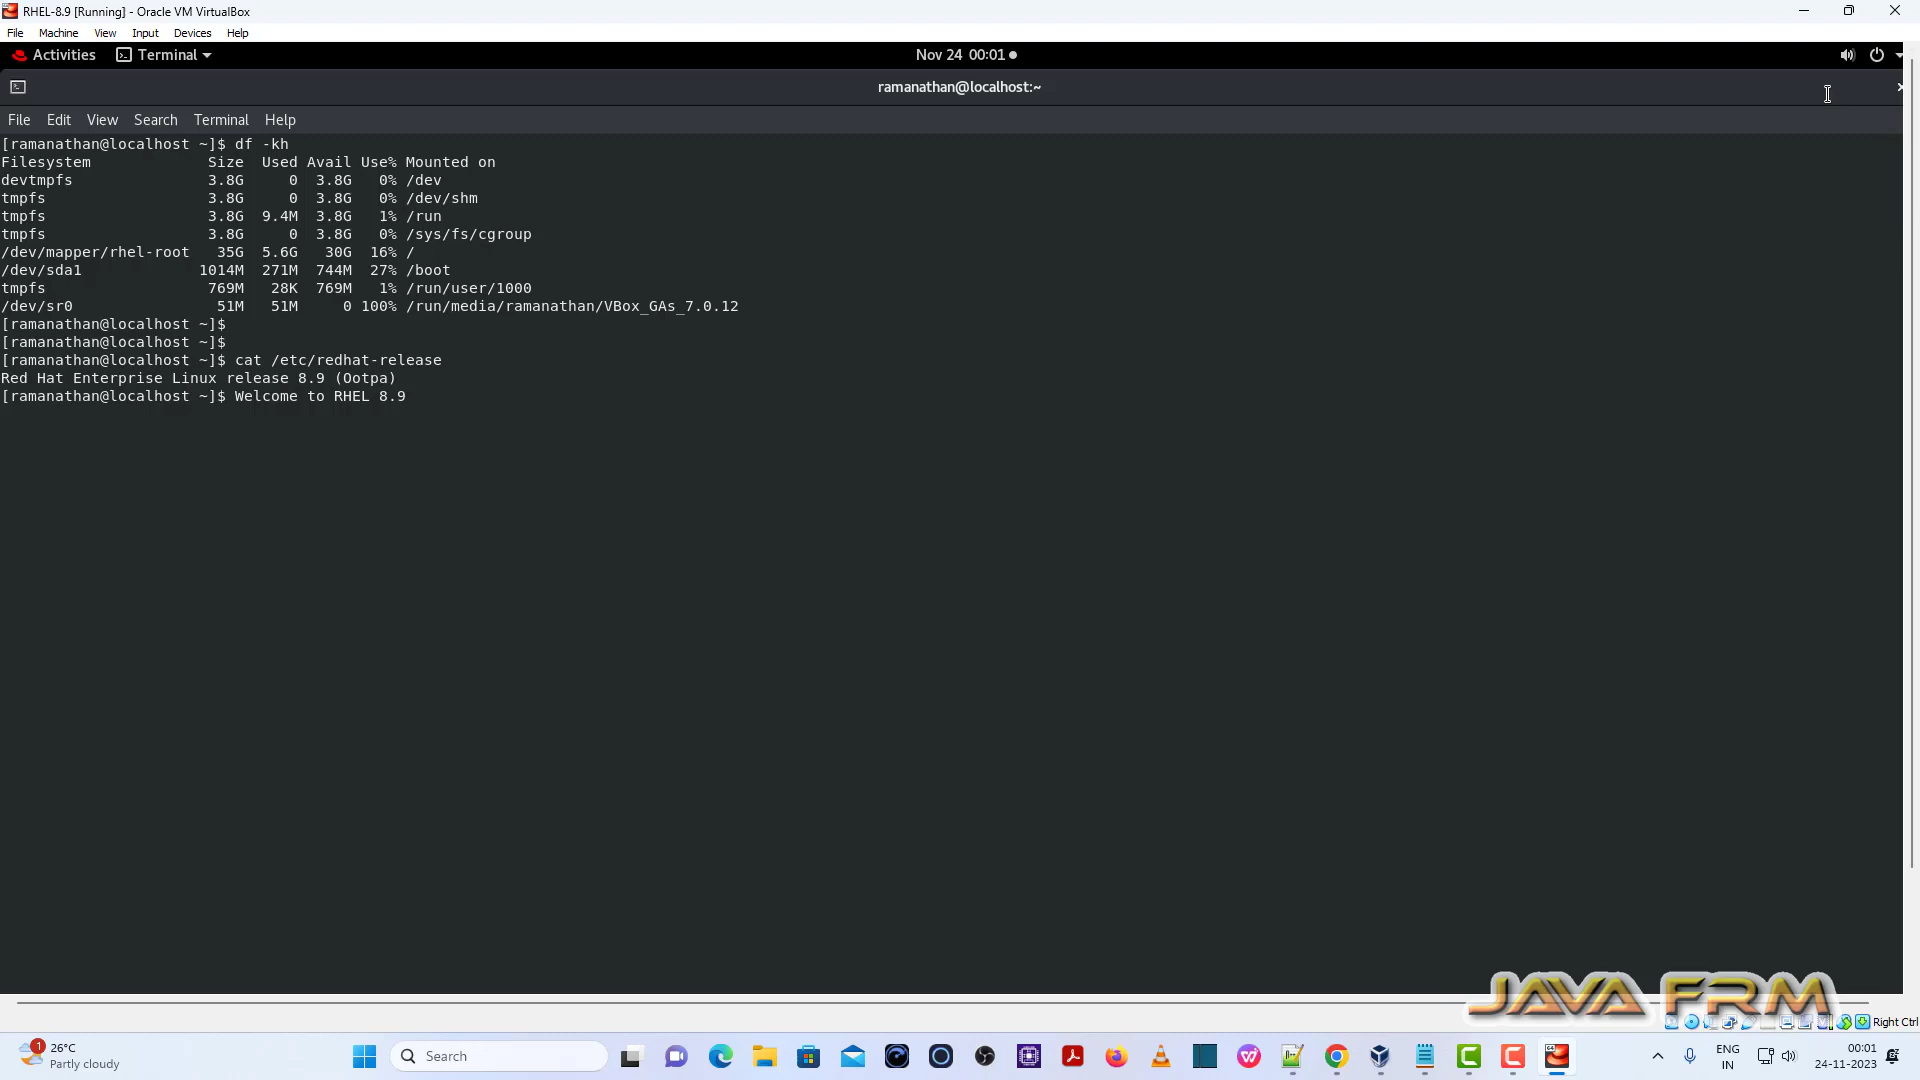 RHEL-8.9 [Running] - Oracle VM VirtualBox
File Machine View Input Devices Help
Activities Terminal Nov 24 00:01
ramanathan@localhost:~
File Edit View Search Terminal Help
[ramanathan@localhost ~]$ df -kh
Filesystem Size Used Avail Use% Mounted on
devtmpfs 3.8G 0 3.8G 0% /dev
tmpfs 3.8G 0 3.8G 0% /dev/shm
tmpfs 3.8G 9.4M 3.8G 1% /run
tmpfs 3.8G 0 3.8G 0% /sys/fs/cgroup
/dev/mapper/rhel-root 35G 5.6G 30G 16% /
/dev/sda1 1014M 271M 744M 27% /boot
tmpfs 769M 28K 769M 1% /run/user/1000
/dev/sr0 51M 51M 0 100% /run/media/ramanathan/VBox_GAs_7.0.12
[ramanathan@localhost ~]$
[ramanathan@localhost ~]$
[ramanathan@localhost ~]$ cat /etc/redhat-release
Red Hat Enterprise Linux release 8.9 (Ootpa)
[ramanathan@localhost ~]$ Welcome to RHEL 8.9
JAVA FRM
Right Ctrl
1
26°C
Partly cloudy
Search
ENG
IN
00:01
24-11-2023